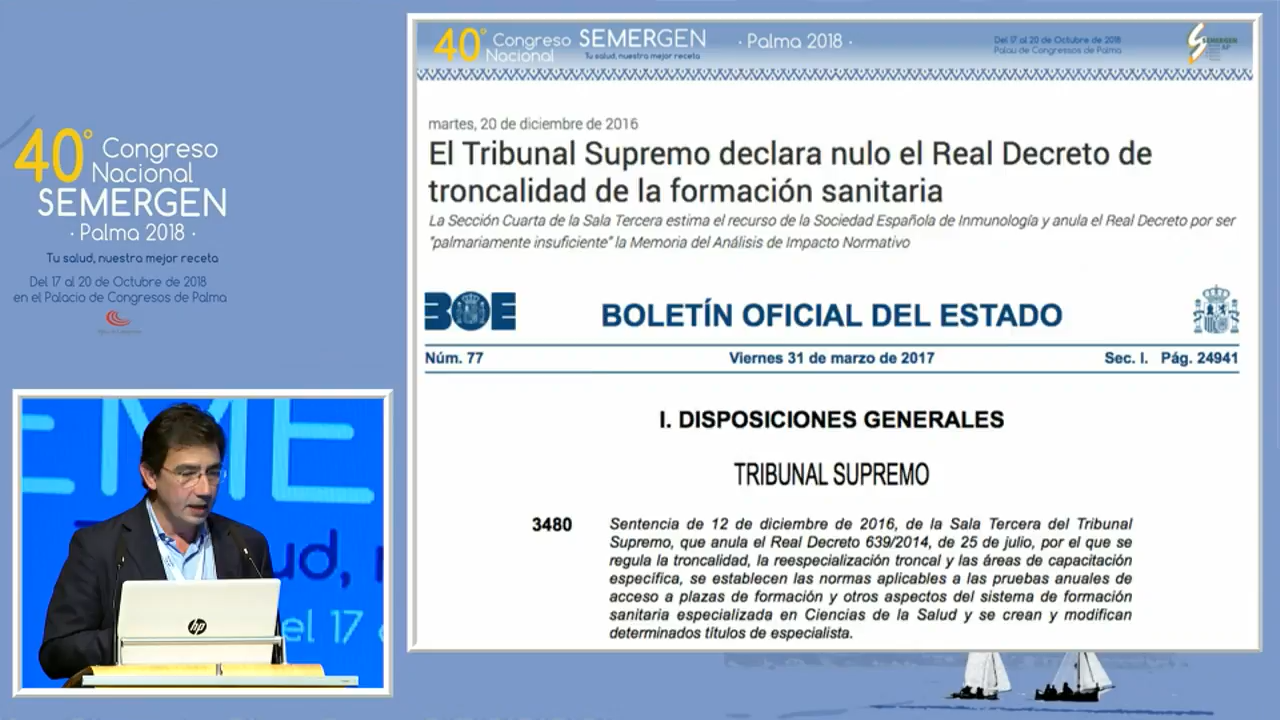 40° Congreso
Nacional
SEMERGEN
· Palma 2018 ·
Tu salud, nuestra mejor receta
Del 17 al 20 de Octubre de 2018
en el Palacio de Congresos de Palma
40° Congreso Nacional SEMERGEN · Palma 2018 ·
Tu salud, nuestra mejor receta
Del 17 al 20 de Octubre de 2018
Palau de Congressos de Palma
SEMERGEN
AP
martes, 20 de diciembre de 2016
El Tribunal Supremo declara nulo el Real Decreto de
troncalidad de la formación sanitaria
La Sección Cuarta de la Sala Tercera estima el recurso de la Sociedad Española de Inmunología y anula el Real Decreto por ser
"palmariamente insuficiente" la Memoria del Análisis de Impacto Normativo
BOE
BOLETÍN OFICIAL DEL ESTADO
Núm. 77 Viernes 31 de marzo de 2017 Sec. I. Pág. 24941
I. DISPOSICIONES GENERALES
TRIBUNAL SUPREMO
3480 Sentencia de 12 de diciembre de 2016, de la Sala Tercera del Tribunal
Supremo, que anula el Real Decreto 639/2014, de 25 de julio, por el que se
regula la troncalidad, la reespecialización troncal y las áreas de capacitación
específica, se establecen las normas aplicables a las pruebas anuales de
acceso a plazas de formación y otros aspectos del sistema de formación
sanitaria especializada en Ciencias de la Salud y se crean y modifican
determinados títulos de especialista.
EME
ud,
el 17
hp